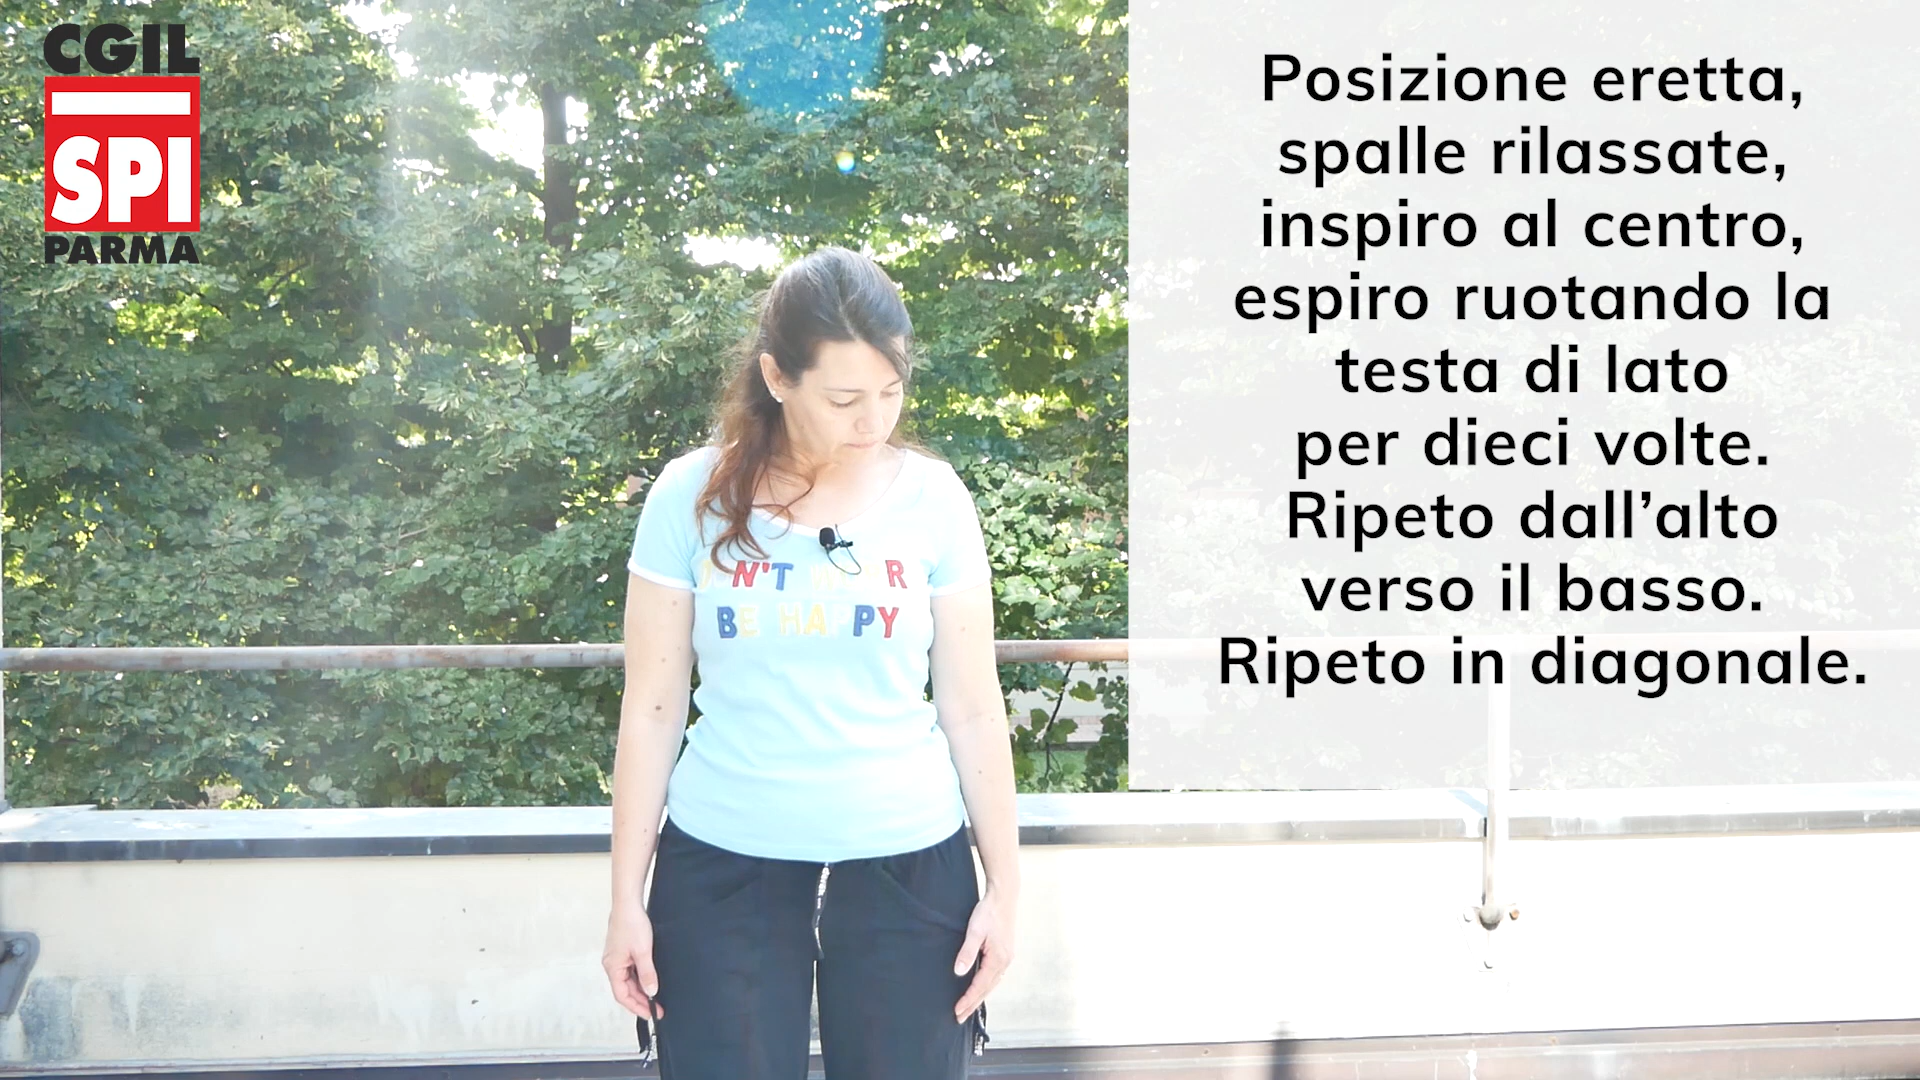 CGIL
SPI
PARMA
Posizione eretta,
spalle rilassate,
inspiro al centro,
espiro ruotando la
testa di lato
per dieci volte.
Ripeto dall’alto
verso il basso.
Ripeto in diagonale.
BE HAPPY